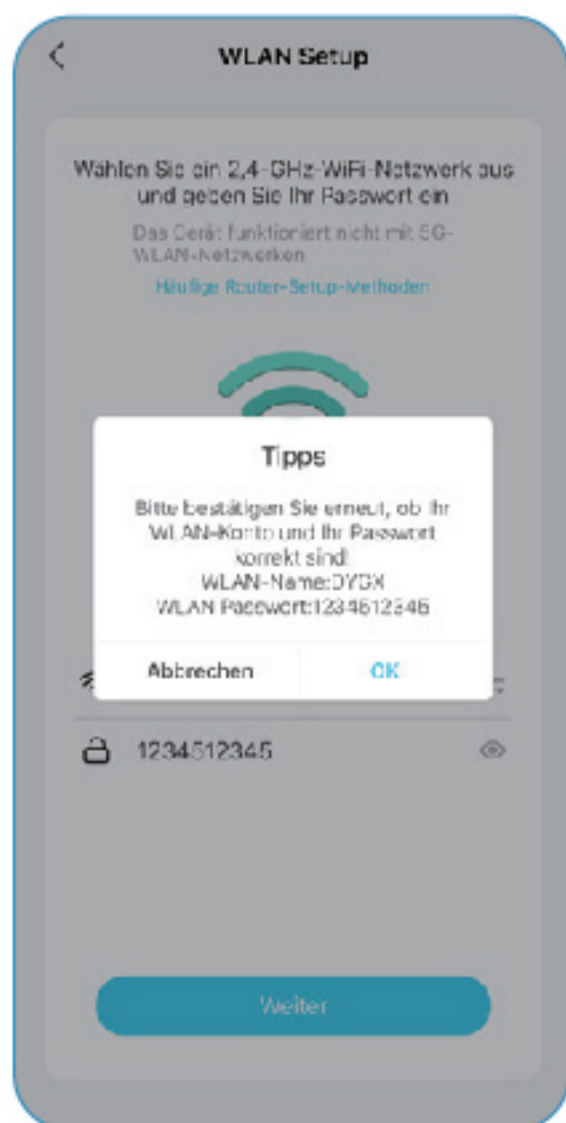 WLAN Setup
Wählen Sie ein 2,4-GHz-WiFi-Netzwerk aus
und geben Sie Ihr Passwort ein
Das Gerät funktioniert nicht mit 5G-
WLAN-Netzwerken
Häufige Router-Setup-Methoden
Tipps
Bitte bestätigen Sie erneut, ob Ihr
WLAN-Konto und Ihr Passwort
korrekt sind!
WLAN-Name:DYGX
WLAN Passwort:1234512345
Abbrechen OK
1234512345
Weiter